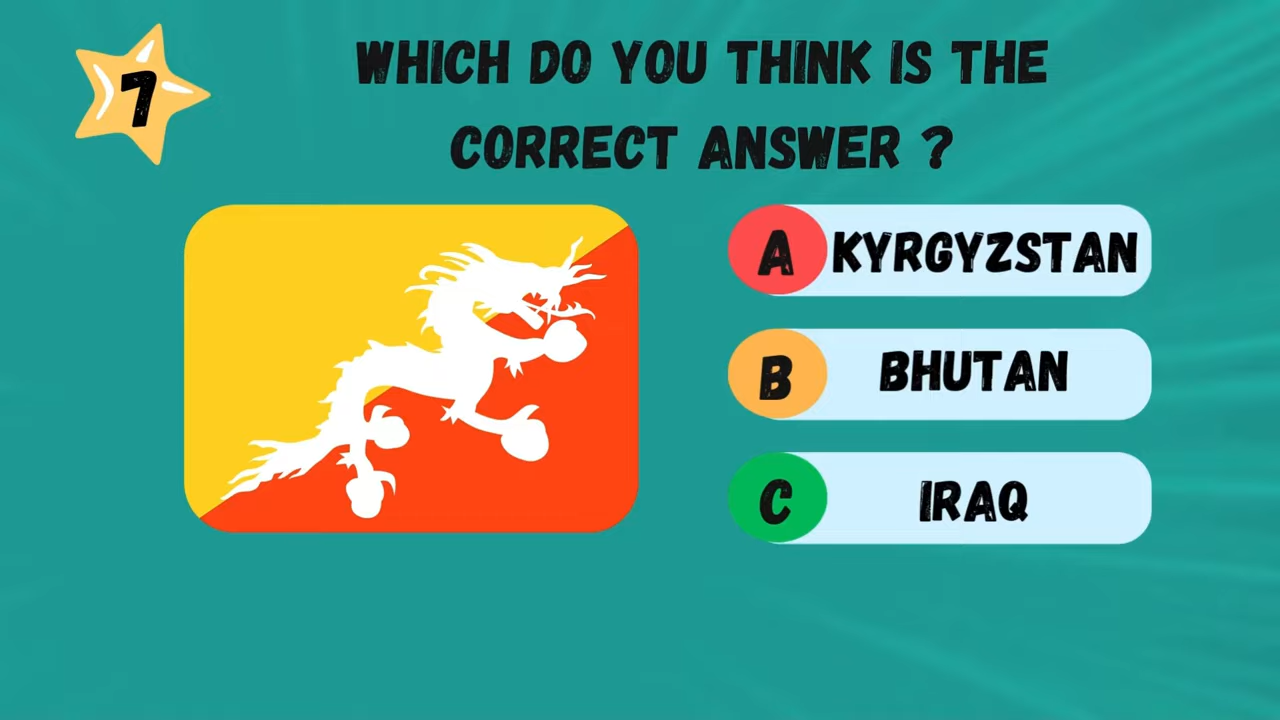 7
WHICH DO YOU THINK IS THE
CORRECT ANSWER ?
A KYRGYZSTAN
B BHUTAN
C IRAQ